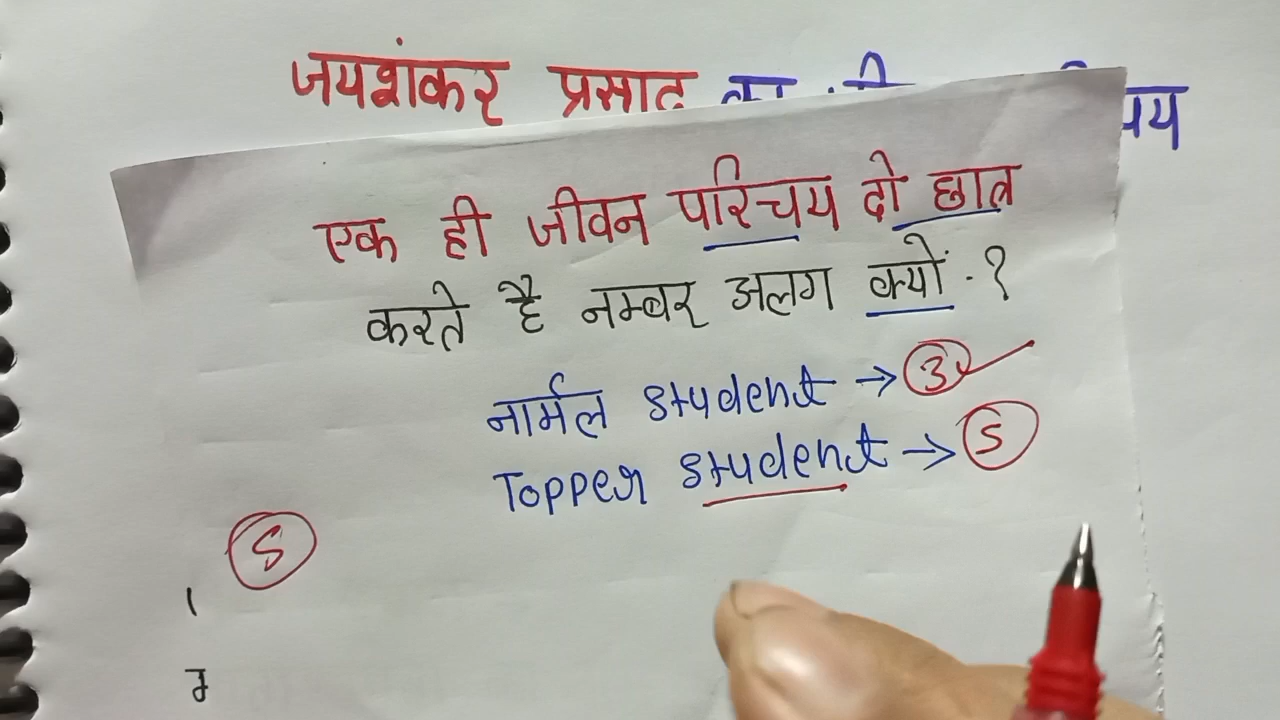 जयशंकर प्रसाद का
एक ही जीवन परिचय दो छात्र
करते है नम्बर अलग क्यों - ?
नार्मल Student → 3
Topper Student → 5
5